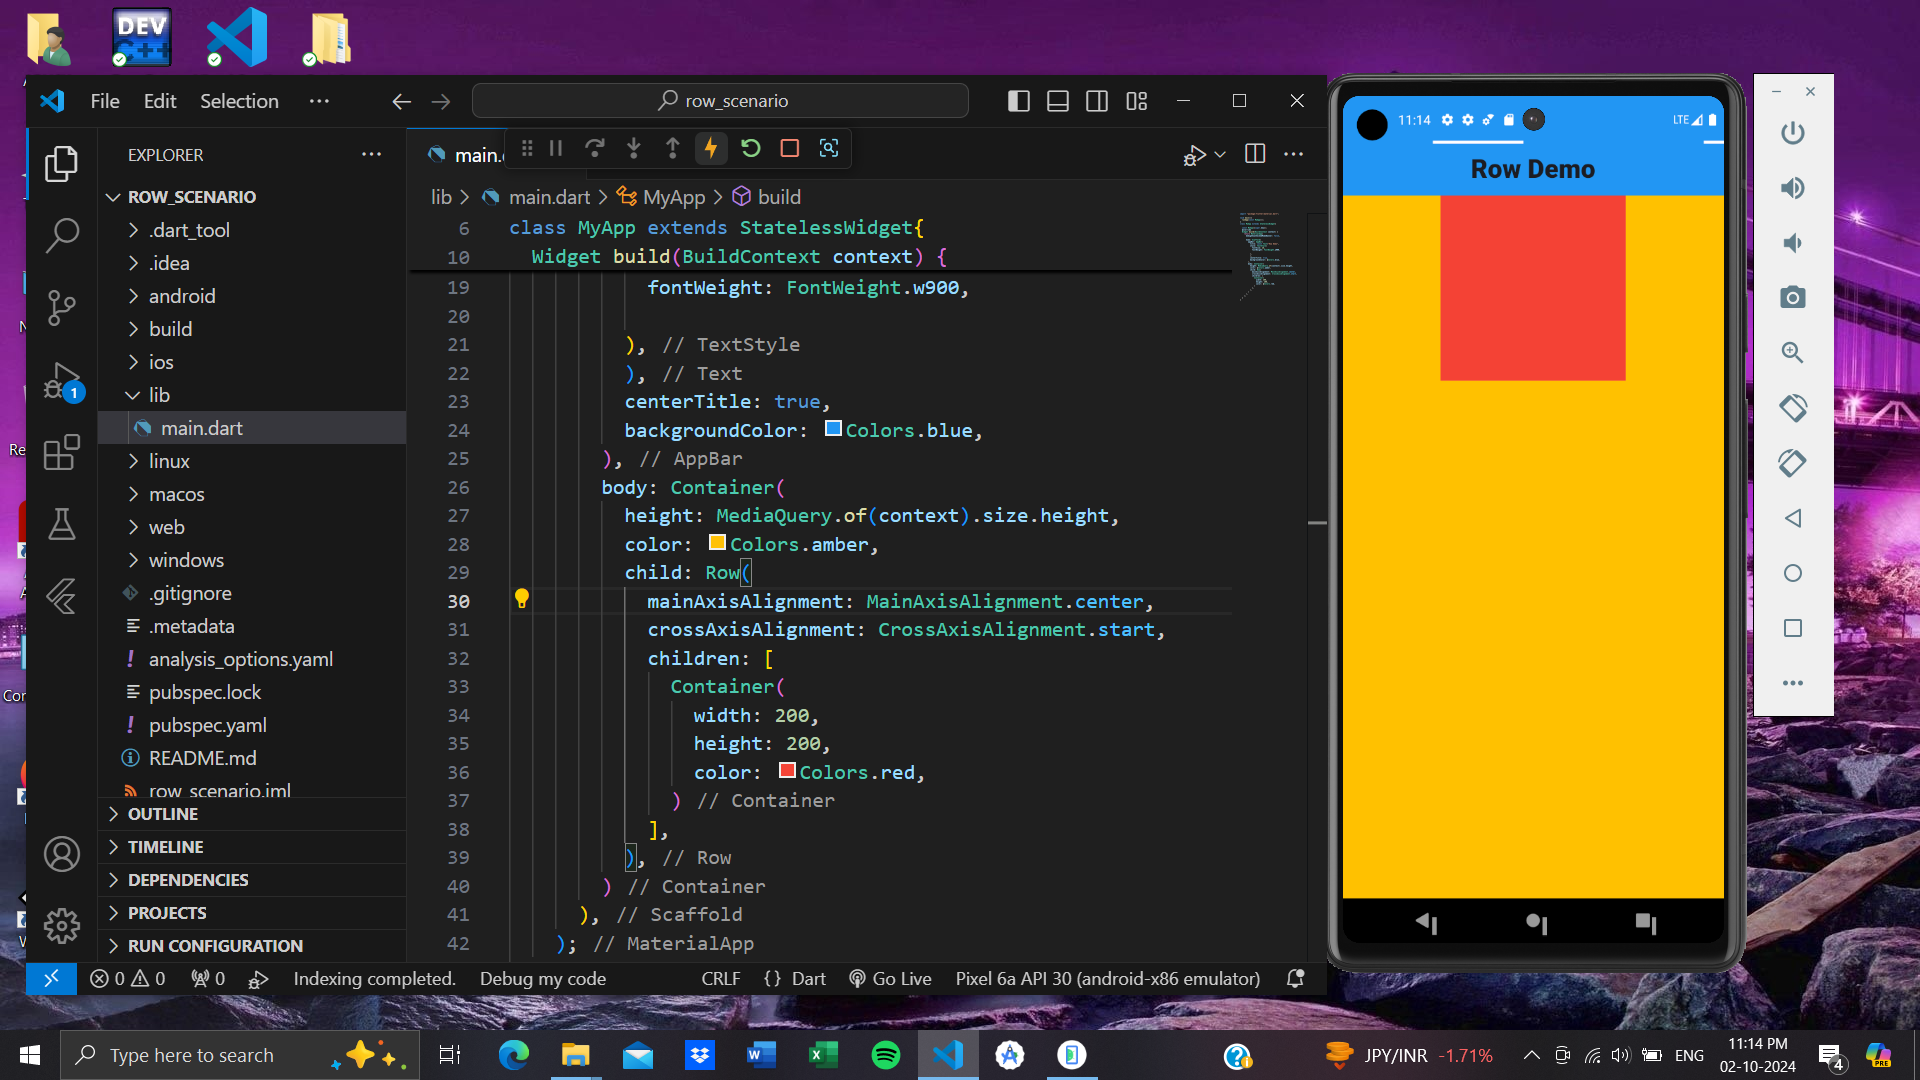 DEV
C++
File Edit Selection ... row_scenario
EXPLORER
ROW_SCENARIO
.dart_tool
.idea
android
build
ios
lib
main.dart
linux
macos
web
windows
.gitignore
.metadata
analysis_options.yaml
pubspec.lock
pubspec.yaml
README.md
row_scenario.iml
OUTLINE
TIMELINE
DEPENDENCIES
PROJECTS
RUN CONFIGURATION
1
main.
lib > main.dart > MyApp > build
6 class MyApp extends StatelessWidget{
10 Widget build(BuildContext context) {
19 fontWeight: FontWeight.w900,
20
21 ), // TextStyle
22 ), // Text
23 centerTitle: true,
24 backgroundColor: Colors.blue,
25 ), // AppBar
26 body: Container(
27 height: MediaQuery.of(context).size.height,
28 color: Colors.amber,
29 child: Row(
30 mainAxisAlignment: MainAxisAlignment.center,
31 crossAxisAlignment: CrossAxisAlignment.start,
32 children: [
33 Container(
34 width: 200,
35 height: 200,
36 color: Colors.red,
37 ) // Container
38 ],
39 ), // Row
40 ) // Container
41 ), // Scaffold
42 ); // MaterialApp
0 0 0 Indexing completed. Debug my code CRLF {} Dart Go Live Pixel 6a API 30 (android-x86 emulator)
11:14 LTE
Row Demo
Type here to search
JPY/INR -1.71%
ENG
11:14 PM
02-10-2024
4
PRE